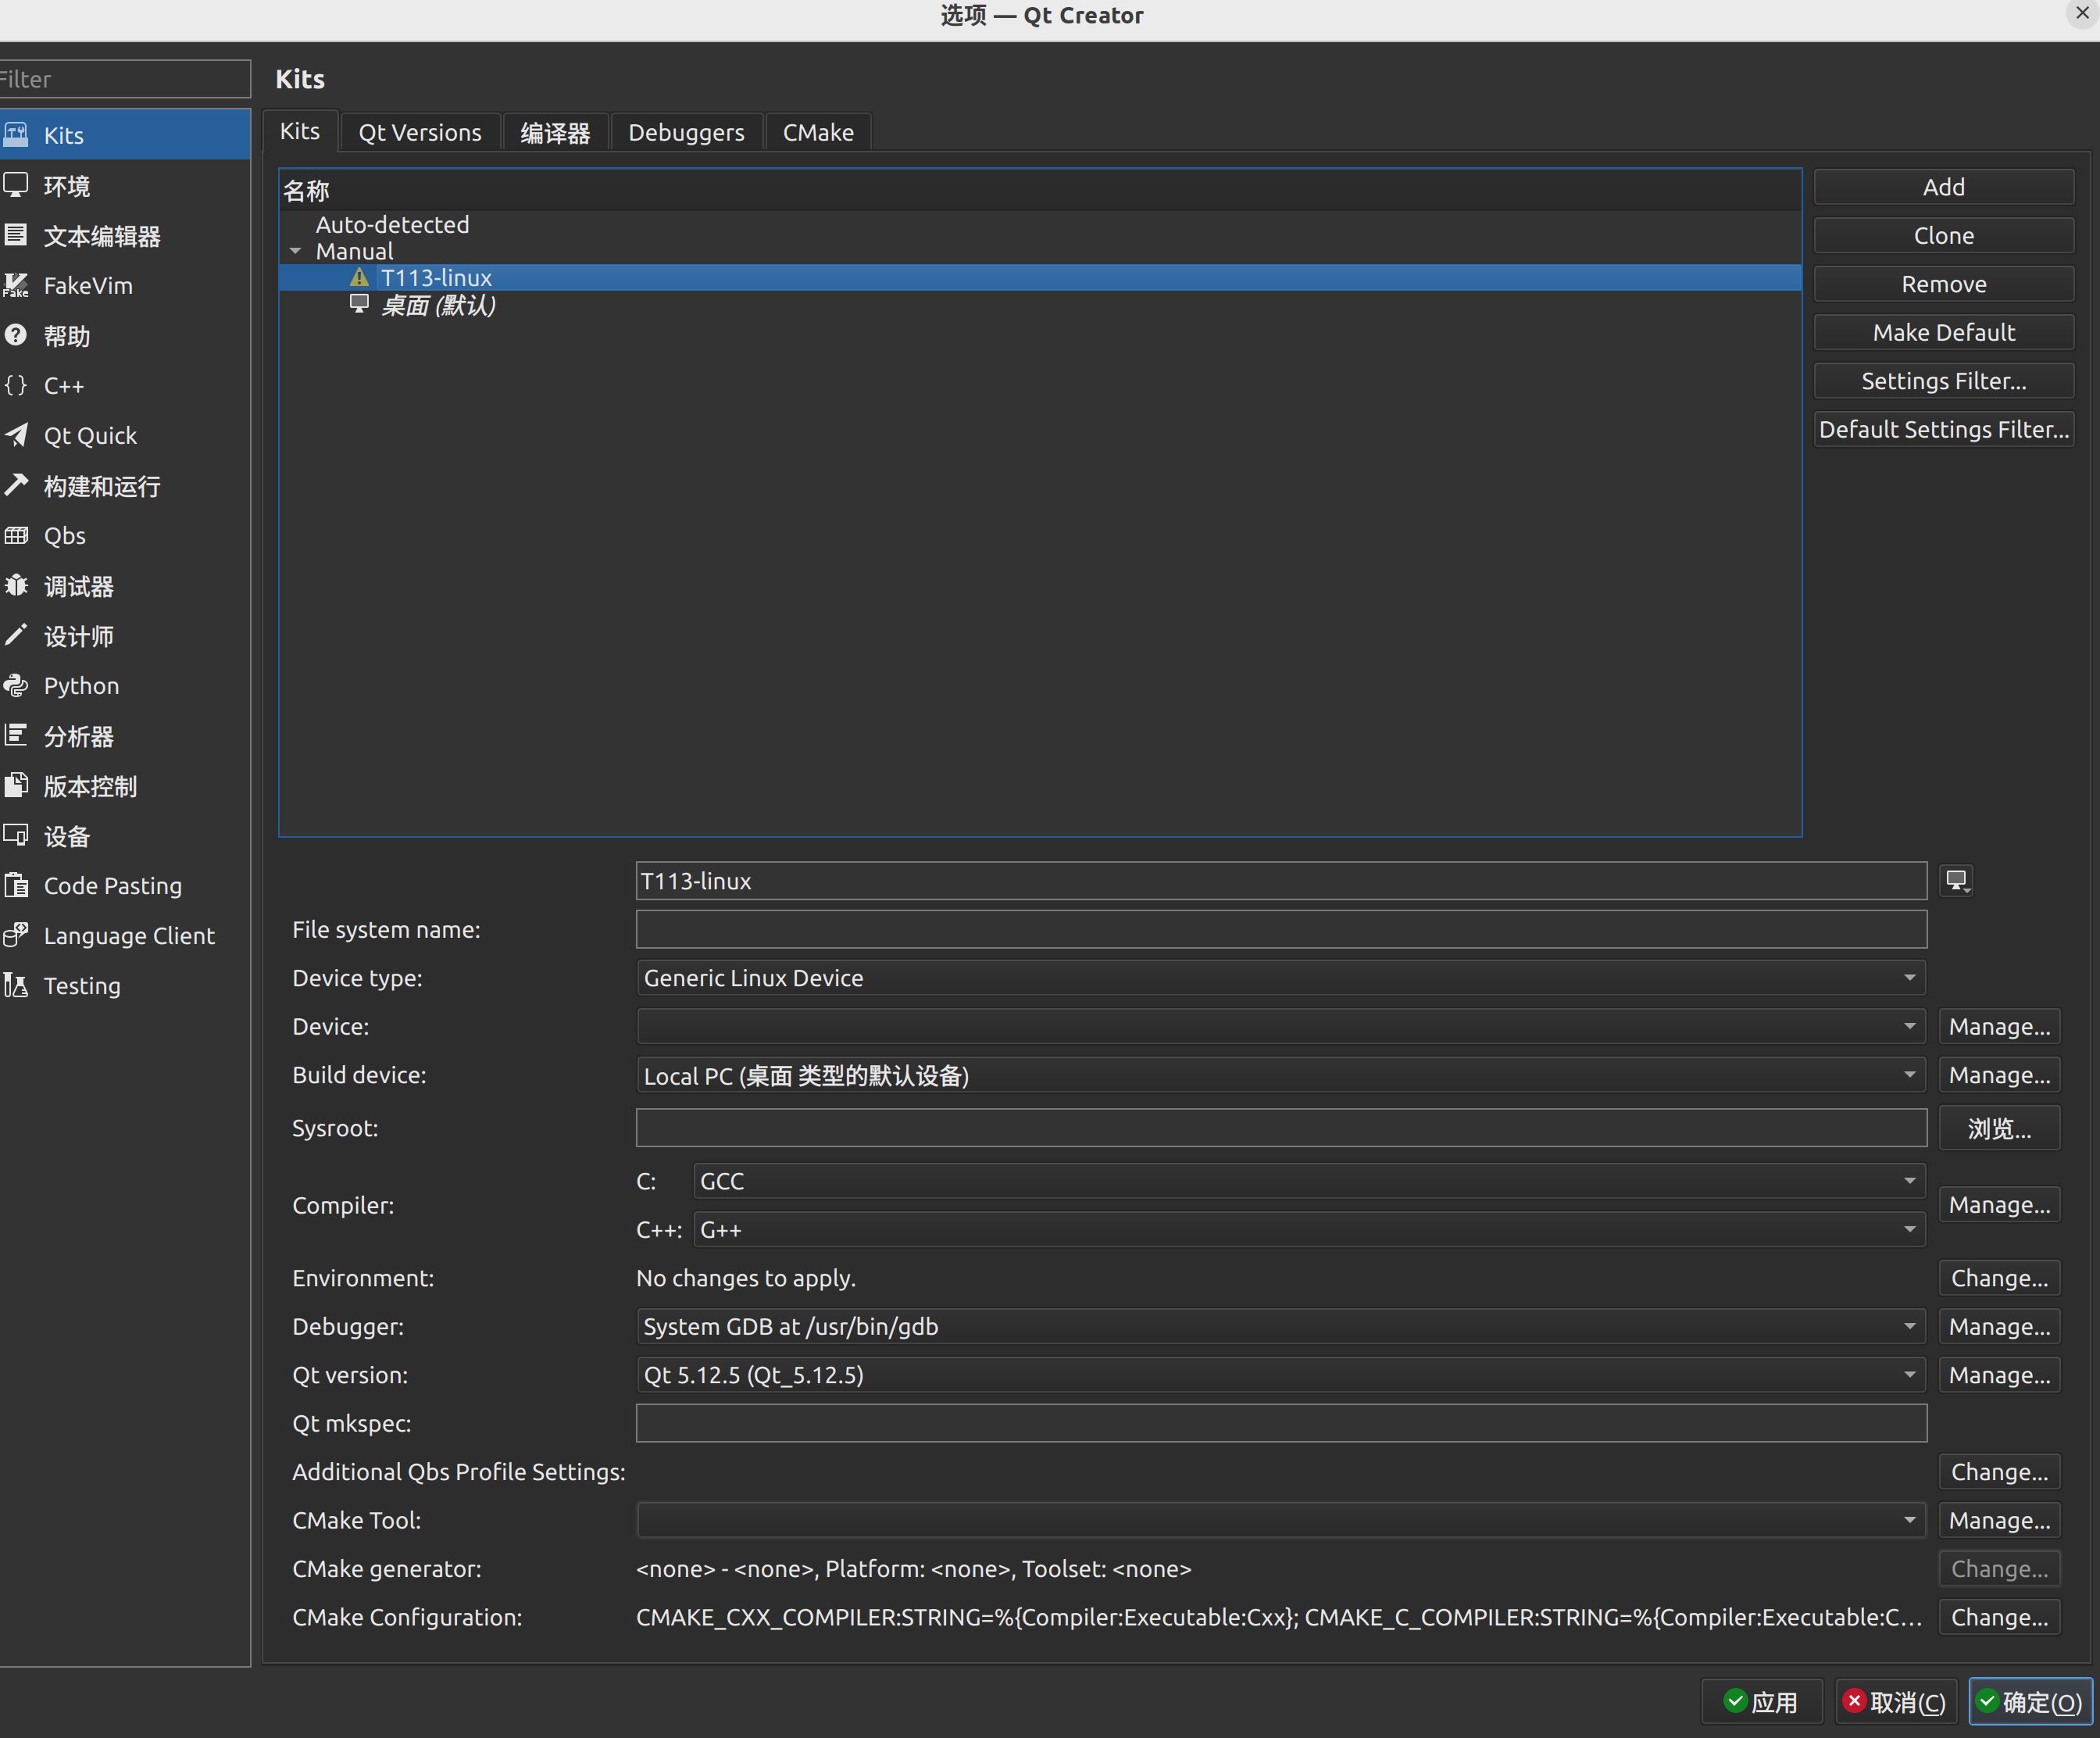 选项 — Qt Creator
Filter
Kits
环境
文本编辑器
FakeVim
帮助
C++
Qt Quick
构建和运行
Qbs
调试器
设计师
Python
分析器
版本控制
设备
Code Pasting
Language Client
Testing
Kits
Kits Qt Versions 编译器 Debuggers CMake
名称
Auto-detected
Manual
T113-linux
桌面 (默认)
Add
Clone
Remove
Make Default
Settings Filter...
Default Settings Filter...
T113-linux
File system name:
Device type: Generic Linux Device
Device: Manage...
Build device: Local PC (桌面 类型的默认设备) Manage...
Sysroot: 浏览...
Compiler: C: GCC Manage...
C++: G++
Environment: No changes to apply. Change...
Debugger: System GDB at /usr/bin/gdb Manage...
Qt version: Qt 5.12.5 (Qt_5.12.5) Manage...
Qt mkspec:
Additional Qbs Profile Settings: Change...
CMake Tool: Manage...
CMake generator: <none> - <none>, Platform: <none>, Toolset: <none> Change...
CMake Configuration: CMAKE_CXX_COMPILER:STRING=%{Compiler:Executable:Cxx}; CMAKE_C_COMPILER:STRING=%{Compiler:Executable:C... Change...
应用 取消(C) 确定(O)